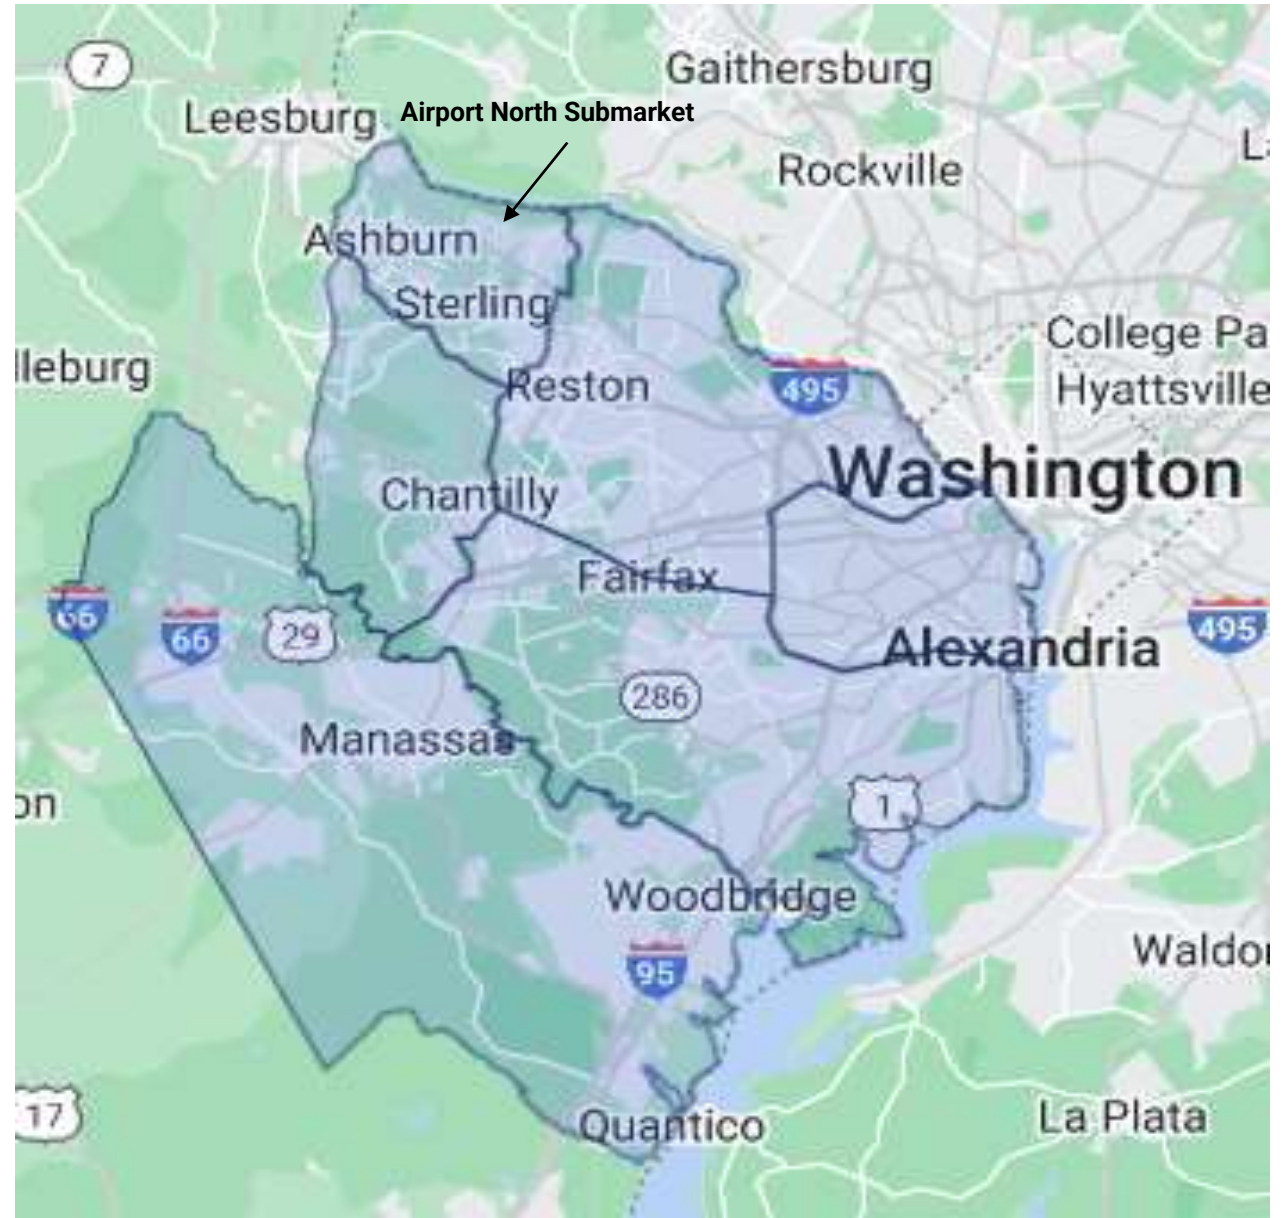 7
Gaithersburg
Leesburg
Airport North Submarket
Rockville
Ashburn
Sterling
College Pa
lleburg
Reston
495
Hyattsville
Washington
Chantilly
Fairfax
66
66
29
495
Alexandria
286
Manassas
on
1
Woodbridge
95
Waldor
17
La Plata
Quantico